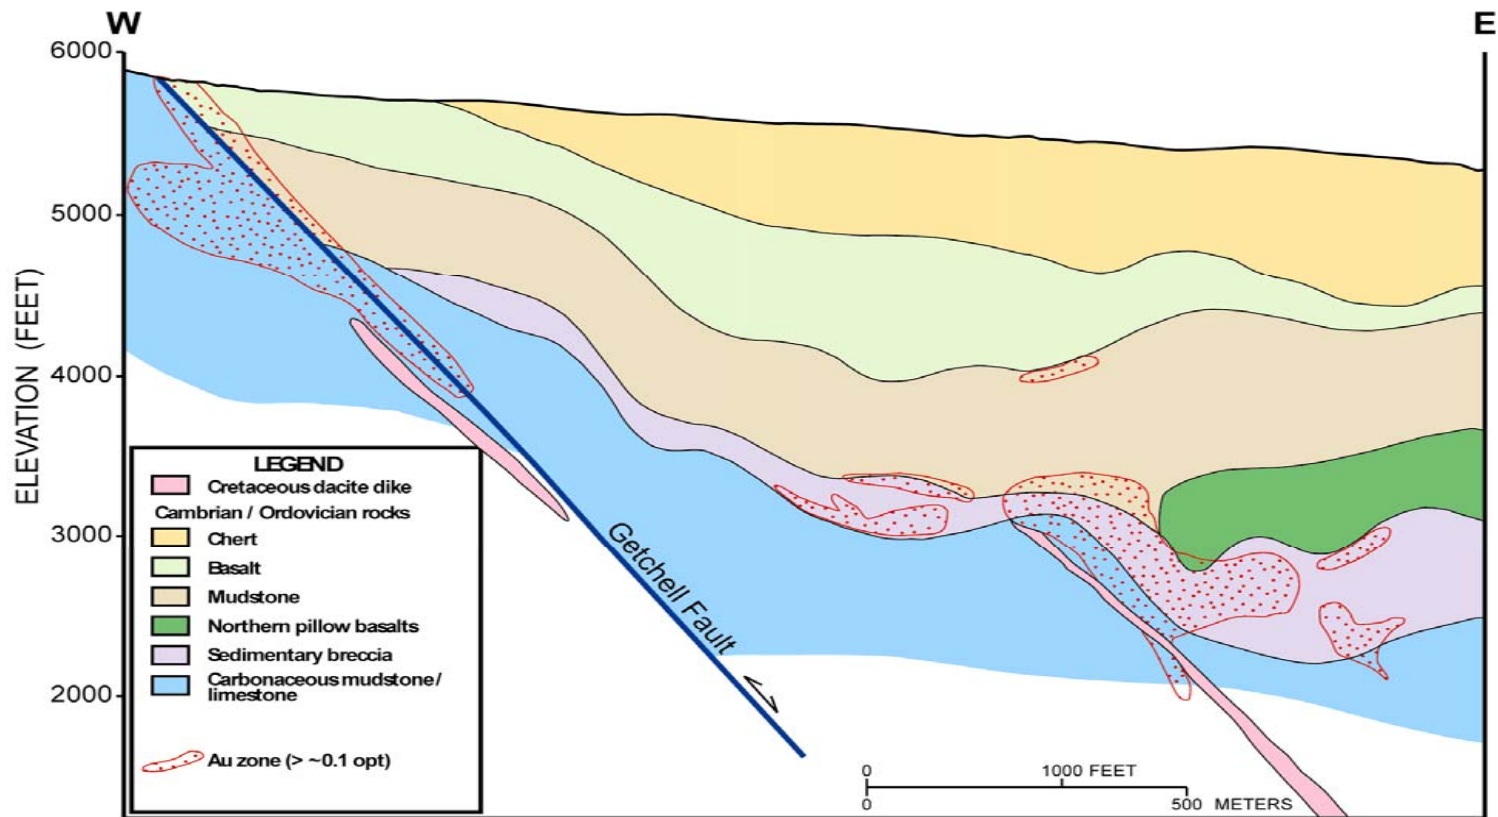 W
E
6000
5000
4000
3000
2000
ELEVATION (FEET)
LEGEND
Cretaceous dacite dike
Cambrian / Ordovician rocks
Chert
Basalt
Mudstone
Northern pillow basalts
Sedimentary breccia
Carbonaceous mudstone/
limestone
Au zone (> ~0.1 opt)
Getchell Fault
0
1000 FEET
0
500 METERS